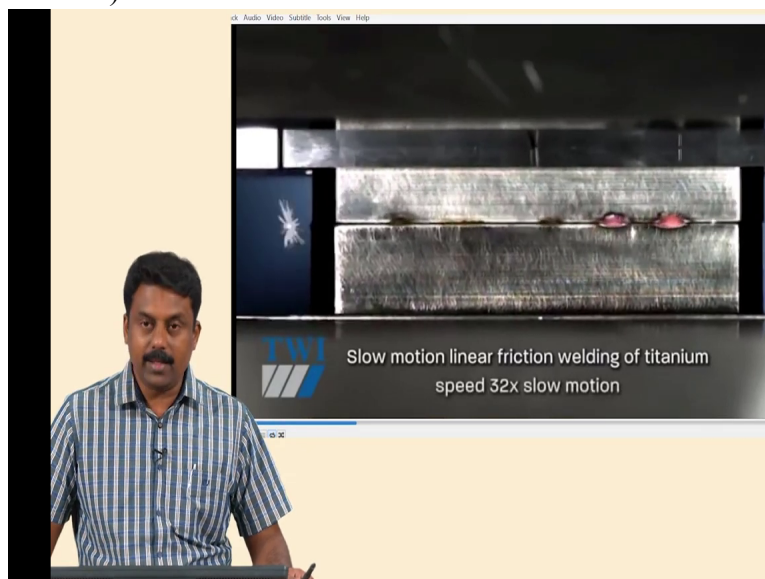 ck Audio Video Subtitle Tools View Help
TWI
Slow motion linear friction welding of titanium
speed 32x slow motion